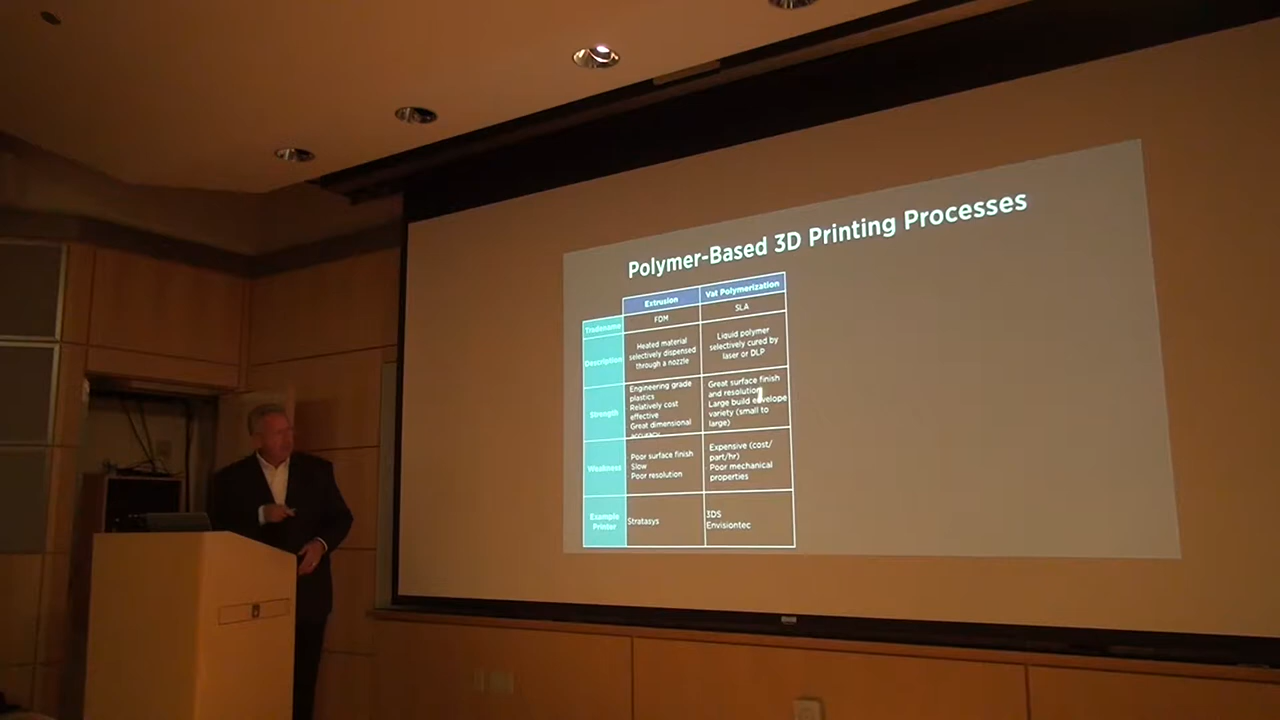 Polymer-Based 3D Printing Processes
Extrusion
Vat Polymerization
Tradename
FDM
SLA
Description
Heated material
selectively dispensed
through a nozzle
Liquid polymer
selectively cured by
laser or DLP
Strength
Engineering grade
plastics
Relatively cost
effective
Great dimensional
accuracy
Great surface finish
and resolution
Large build envelope
variety (small to
large)
Weakness
Poor surface finish
Slow
Poor resolution
Expensive (cost/
part/hr)
Poor mechanical
properties
Example
Printer
Stratasys
3DS
Envisiontec